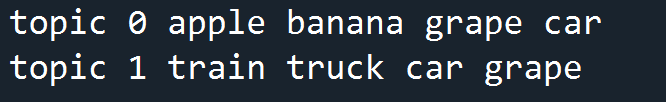 topic 0 apple banana grape car
topic 1 train truck car grape